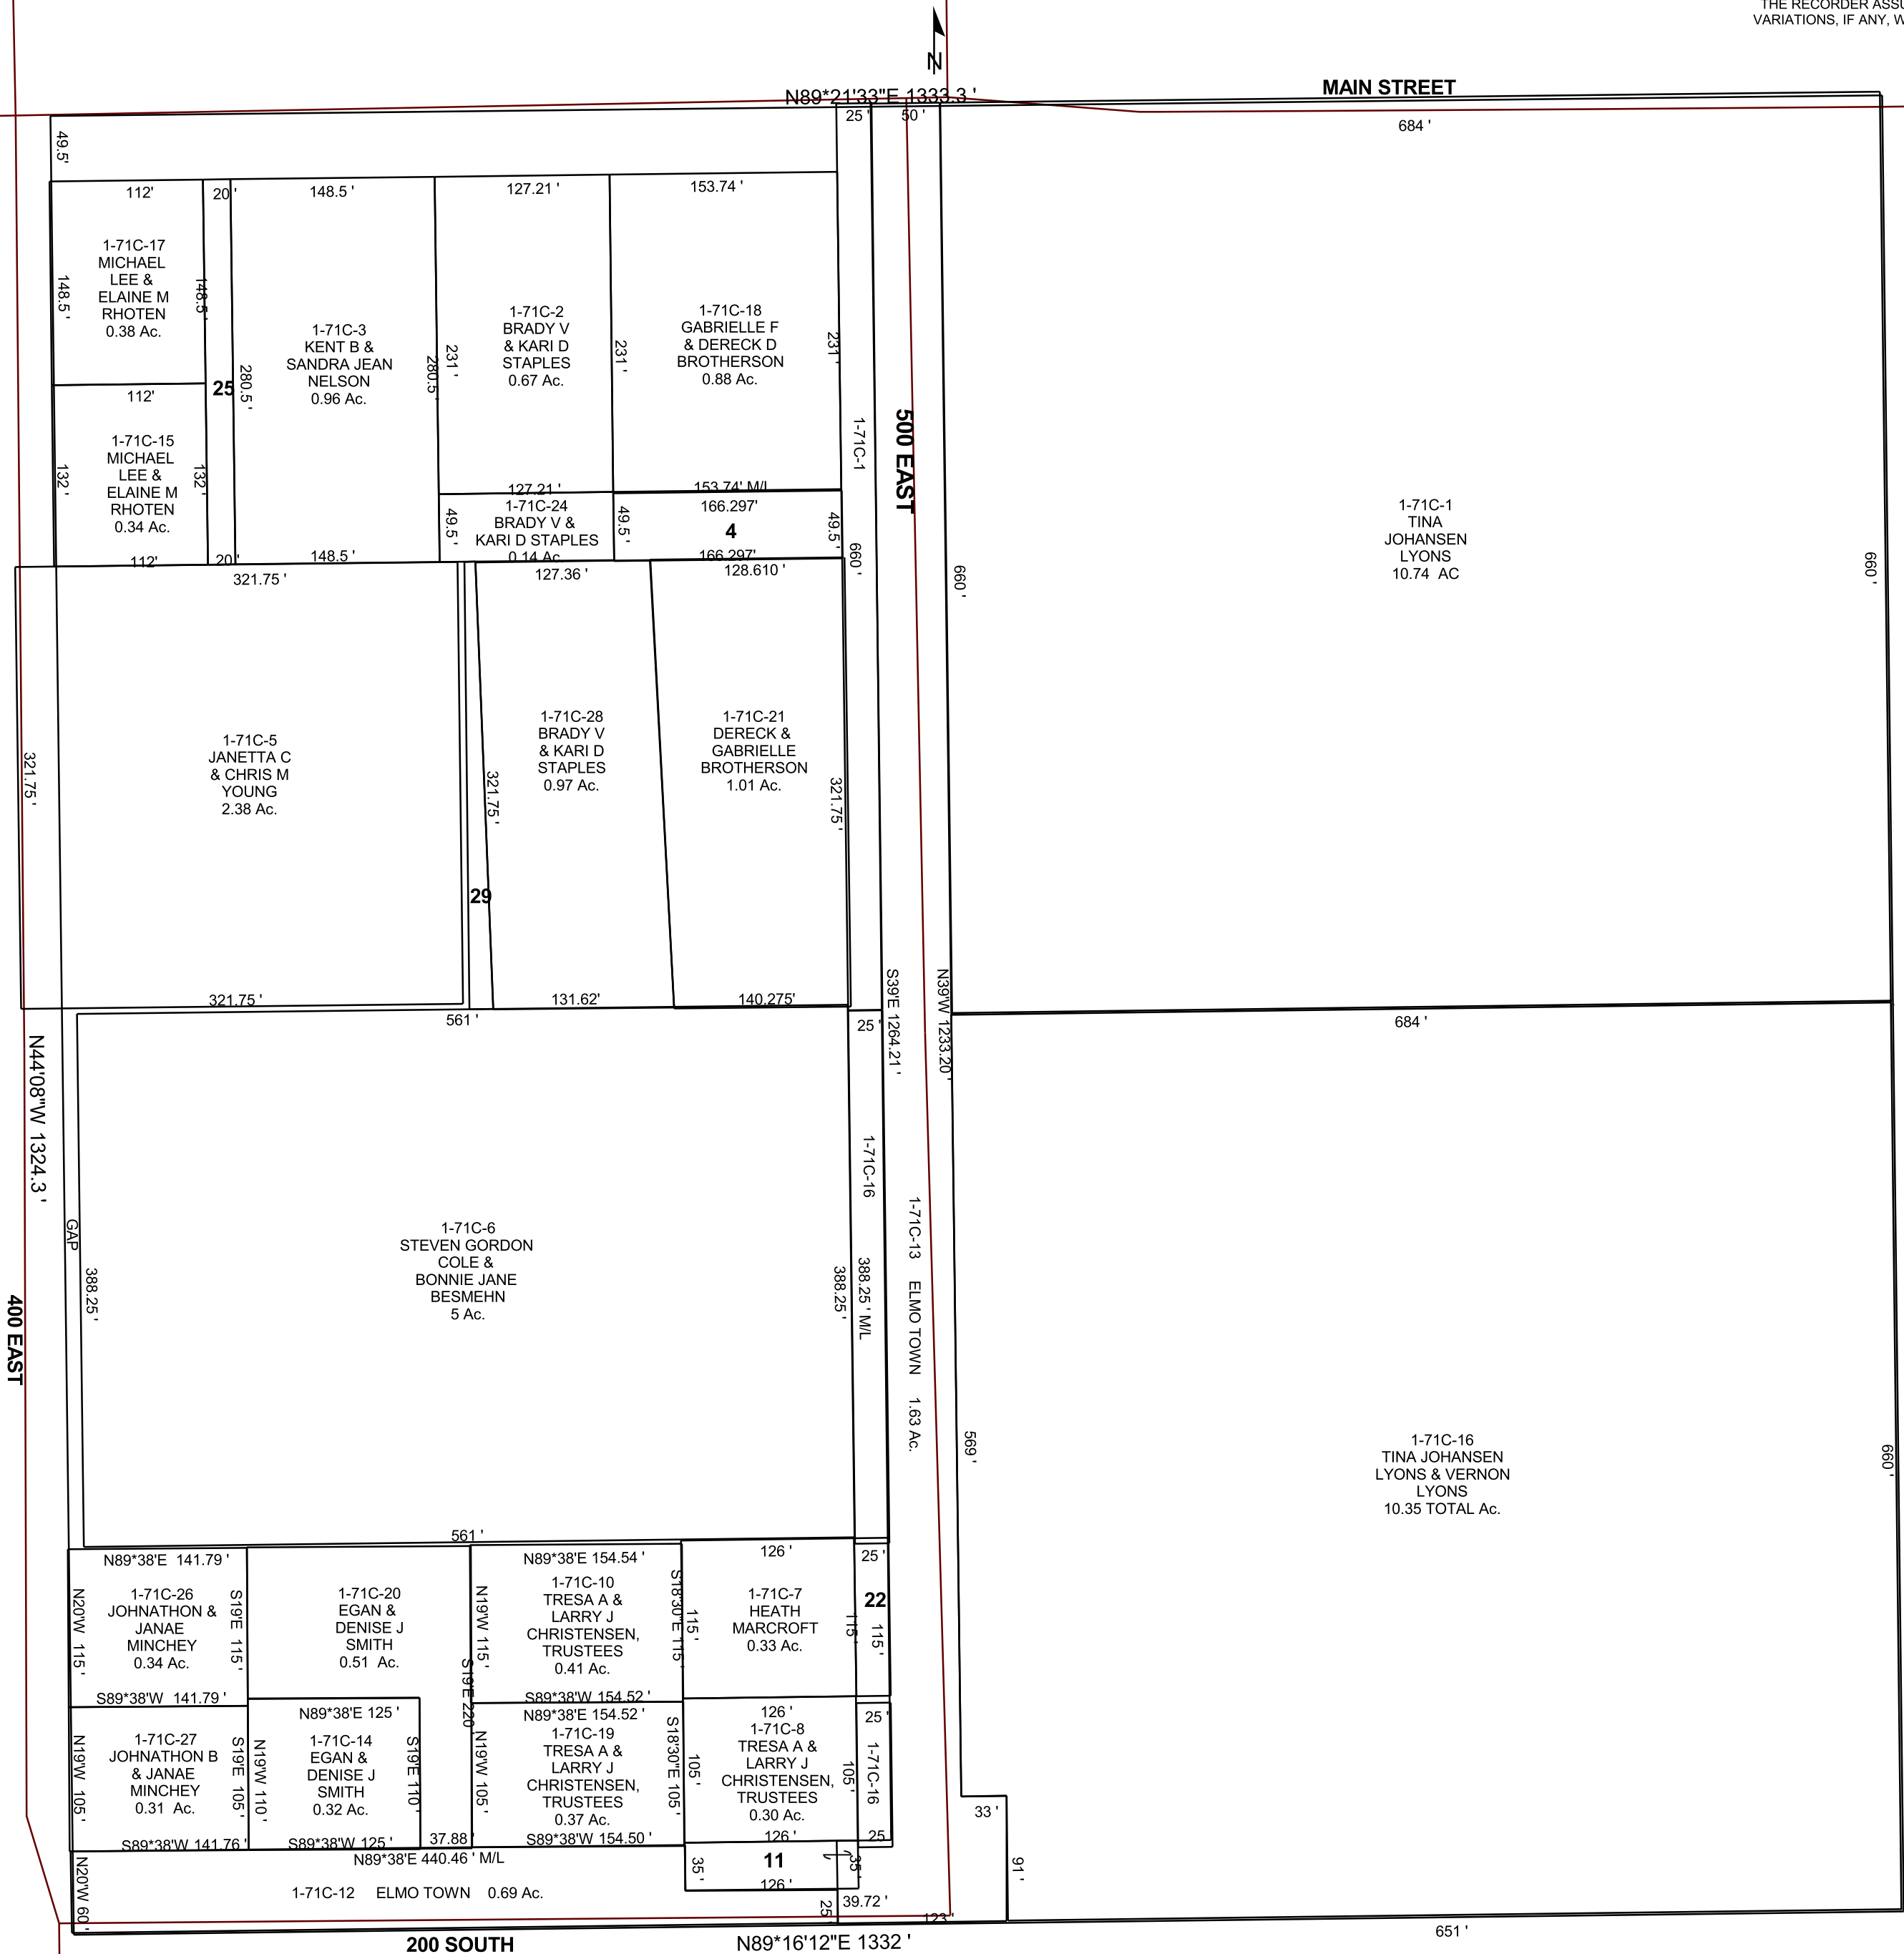 THE RECORDER ASSU
VARIATIONS, IF ANY, W
N
N89*21'33"E 1333.3 '
MAIN STREET
25 '
50 '
684 '
49.5'
112'
20 '
148.5 '
127.21 '
153.74 '
1-71C-17
MICHAEL
LEE &
ELAINE M
RHOTEN
0.38 Ac.
148.5 '
148.5 '
1-71C-3
KENT B &
SANDRA JEAN
NELSON
0.96 Ac.
280.5 '
280.5 '
1-71C-2
BRADY V
& KARI D
STAPLES
0.67 Ac.
231 '
231 '
1-71C-18
GABRIELLE F
& DERECK D
BROTHERSON
0.88 Ac.
231 '
25
112'
1-71C-15
MICHAEL
LEE &
ELAINE M
RHOTEN
0.34 Ac.
132 '
132 '
112'
20 '
148.5 '
1-71C-1
500 EAST
127.21 '
153.74' M/L
1-71C-24
BRADY V &
KARI D STAPLES
0.14 Ac.
49.5 '
49.5 '
166.297'
4
166.297'
49.5 '
660 '
660 '
1-71C-1
TINA
JOHANSEN
LYONS
10.74 AC
660 '
321.75 '
127.36 '
128.610 '
321.75 '
1-71C-5
JANETTA C
& CHRIS M
YOUNG
2.38 Ac.
321.75 '
1-71C-28
BRADY V
& KARI D
STAPLES
0.97 Ac.
1-71C-21
DERECK &
GABRIELLE
BROTHERSON
1.01 Ac.
321.75 '
29
321.75 '
131.62'
140.275'
561 '
25 '
S39'E 1264.21 '
N39'W 1233.20 '
684 '
N44'08"W 1324.3 '
GAP
388.25 '
1-71C-6
STEVEN GORDON
COLE &
BONNIE JANE
BESMEHN
5 Ac.
388.25 '
1-71C-16
388.25 ' M/L
1-71C-13 ELMO TOWN 1.63 Ac.
400 EAST
569 '
1-71C-16
TINA JOHANSEN
LYONS & VERNON
LYONS
10.35 TOTAL Ac.
660 '
561 '
N89*38'E 141.79 '
N89*38'E 154.54 '
126 '
25 '
N20'W 115 '
1-71C-26
JOHNATHON &
JANAE
MINCHEY
0.34 Ac.
S19'E 115 '
1-71C-20
EGAN &
DENISE J
SMITH
0.51 Ac.
S19'E 220 '
N19'W 115 '
1-71C-10
TRESA A &
LARRY J
CHRISTENSEN,
TRUSTEES
0.41 Ac.
S18'30"E 115 '
115 '
1-71C-7
HEATH
MARCROFT
0.33 Ac.
115 '
22
115 '
S89*38'W 141.79 '
S89*38'W 154.52 '
N89*38'E 125 '
N89*38'E 154.52 '
126 '
25 '
N19'W 105 '
1-71C-27
JOHNATHON B
& JANAE
MINCHEY
0.31 Ac.
S19'E 105 '
N19'W 110 '
1-71C-14
EGAN &
DENISE J
SMITH
0.32 Ac.
S19'E 110 '
N19'W 105 '
1-71C-19
TRESA A &
LARRY J
CHRISTENSEN,
TRUSTEES
0.37 Ac.
S18'30"E 105 '
105 '
1-71C-8
TRESA A &
LARRY J
CHRISTENSEN,
TRUSTEES
0.30 Ac.
105 '
1-71C-16
33 '
S89*38'W 141.76 '
S89*38'W 125 '
37.88 '
S89*38'W 154.50 '
126 '
25
N89*38'E 440.46 ' M/L
35 '
11
35 '
91 '
N20'W 60 '
1-71C-12 ELMO TOWN 0.69 Ac.
126 '
25 '
39.72 '
123 '
651 '
200 SOUTH
N89*16'12"E 1332 '